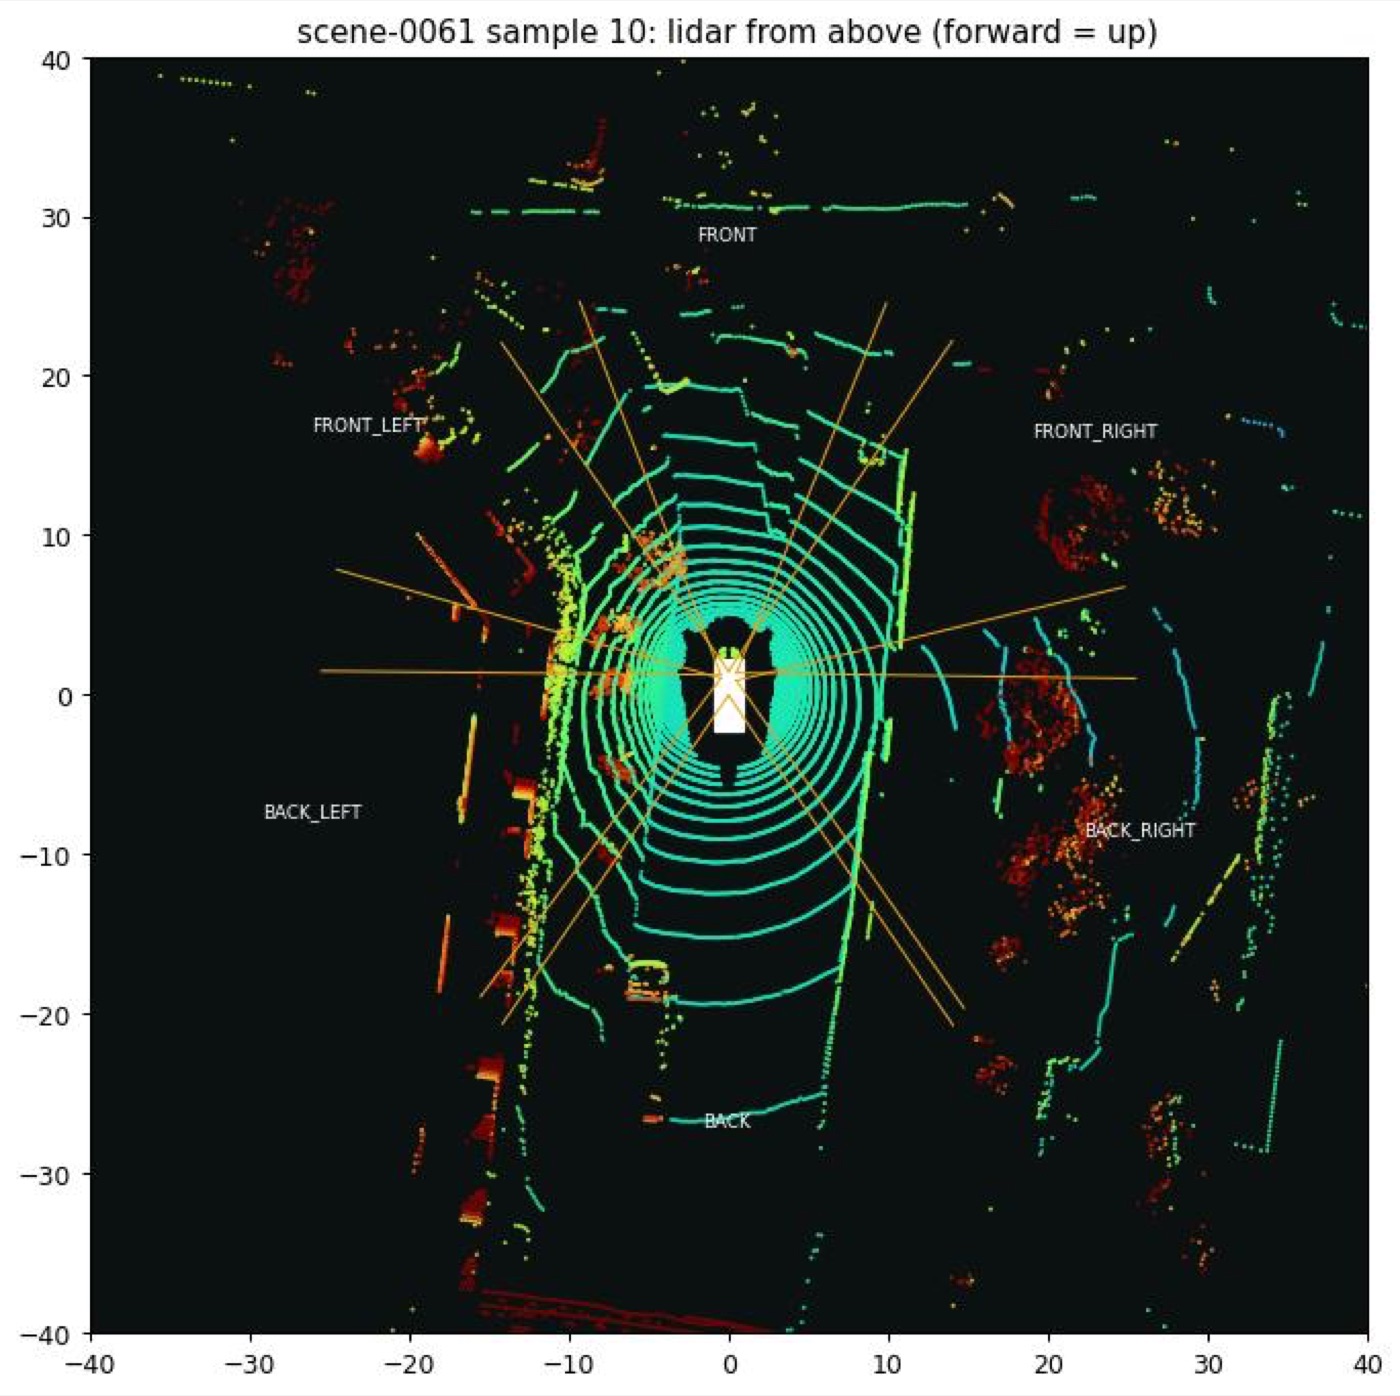 scene-0061 sample 10: lidar from above (forward = up)
40
30
FRONT
20
FRONT_LEFT
FRONT_RIGHT
10
0
BACK_LEFT
BACK_RIGHT
−10
−20
BACK
−30
−40
−40 −30 −20 −10 0 10 20 30 40